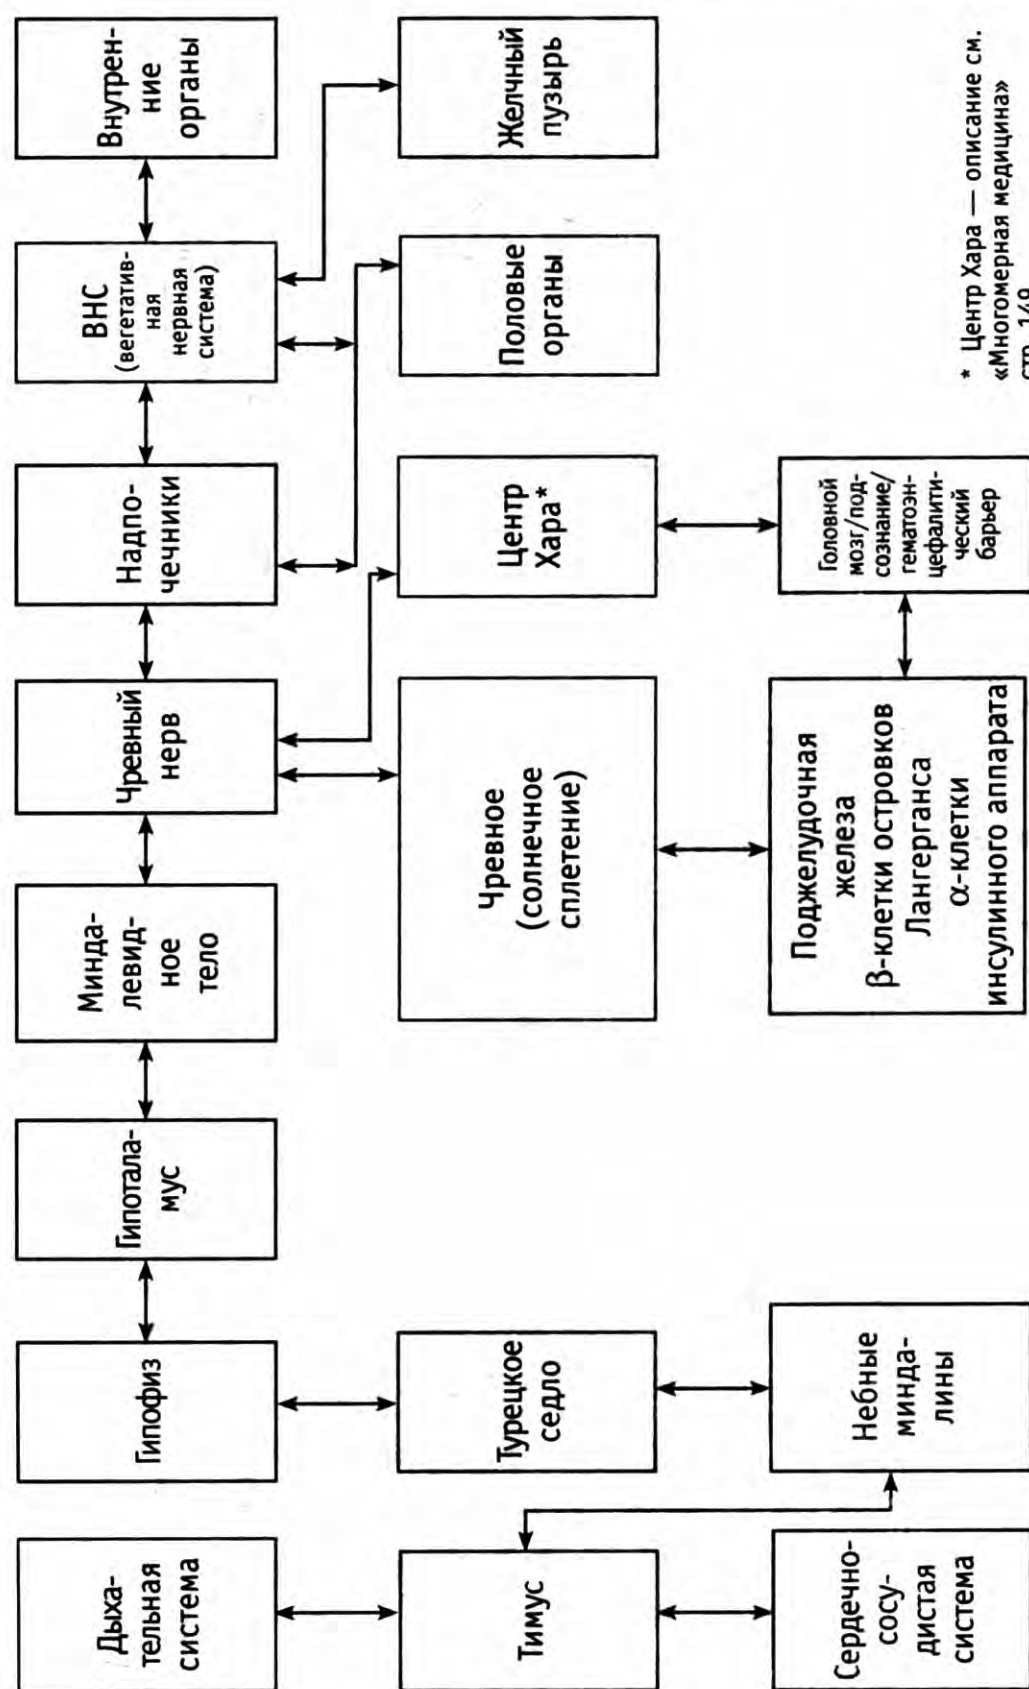 Дыха-
тельная
система
Гипофиз
Гипотала-
мус
Минда-
левид-
ное
тело
Чревный
нерв
Надпо-
чечники
ВНС
(вегетатив-
ная
нервная
система)
Внутрен-
ние
органы
Тимус
Турецкое
седло
Чревное
(солнечное
сплетение)
Центр
Хара*
Половые
органы
Желчный
пузырь
Сердечно-
сосу-
дистая
система
Небные
минда-
лины
Поджелудочная
железа
β-клетки островков
Лангерганса
α-клетки
инсулинного аппарата
Головной
мозг/под-
сознание/
гематоэн-
цефалити-
ческий
барьер
* Центр Хара — описание см.
«Многомерная медицина»
стр. 149